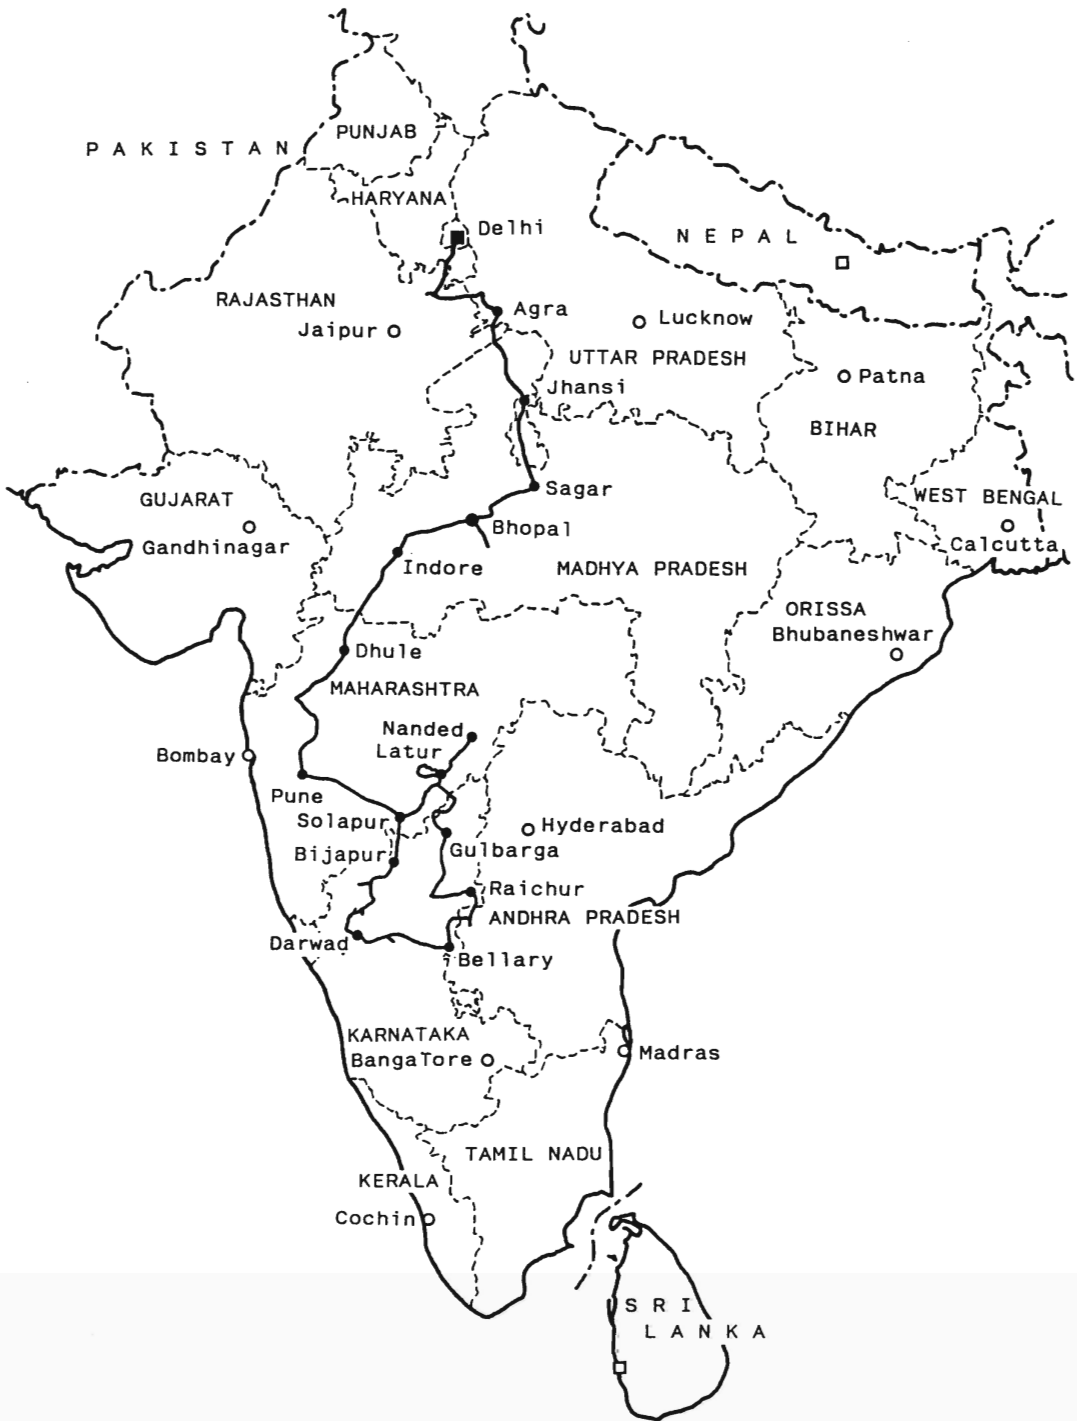 PUNJAB
PAKISTAN
HARYANA
Delhi
NEPAL
RAJASTHAN
Agra
Lucknow
Jaipur
UTTAR PRADESH
Patna
Jhansi
BIHAR
Sagar
GUJARAT
WEST BENGAL
Bhopal
Gandhinagar
Calcutta
Indore
MADHYA PRADESH
ORISSA
Bhubaneshwar
Dhule
MAHARASHTRA
Nanded
Latur
Bombay
Pune
Solapur
Hyderabad
Bijapur
Gulbarga
Raichur
ANDHRA PRADESH
Darwad
Bellary
KARNATAKA
BangaTore
Madras
TAMIL NADU
KERALA
Cochin
SRI
LANKA